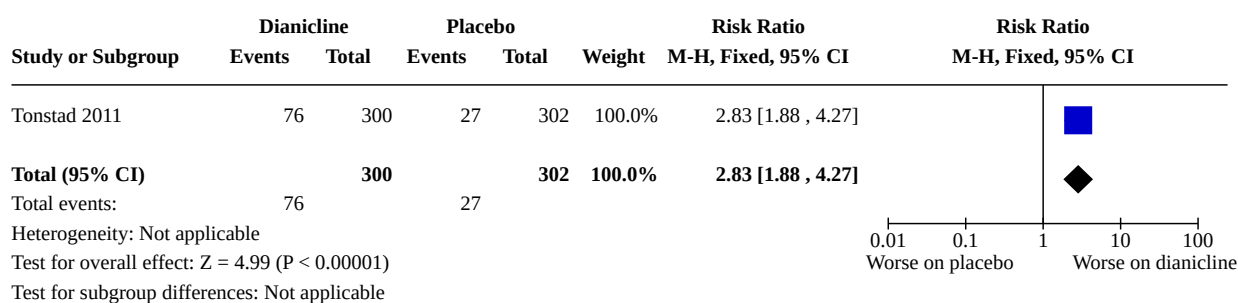 Dianicline Placebo Risk Ratio Risk Ratio
Study or Subgroup Events Total Events Total Weight M-H, Fixed, 95% CI M-H, Fixed, 95% CI
Tonstad 2011 76 300 27 302 100.0% 2.83 [1.88 , 4.27]
Total (95% CI) 300 302 100.0% 2.83 [1.88 , 4.27]
Total events: 76 27
Heterogeneity: Not applicable
Test for overall effect: Z = 4.99 (P < 0.00001)
Test for subgroup differences: Not applicable
0.01 0.1 1 10 100
Worse on placebo Worse on dianicline